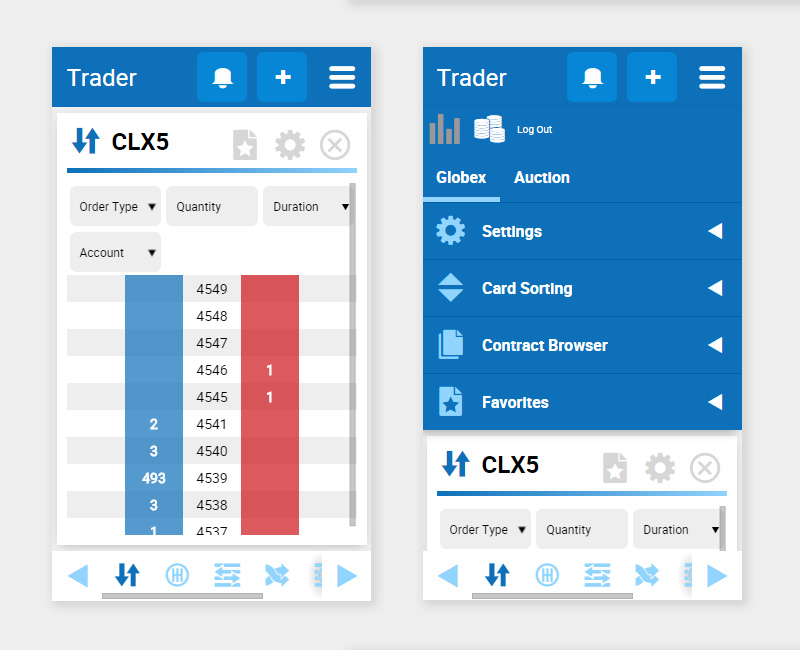 Trader
CLX5
Order Type Quantity Duration
Account
4549
4548
4547
4546 1
4545 1
2 4541
3 4540
493 4539
3 4538
1 4537
Trader
Log Out
Globex Auction
Settings
Card Sorting
Contract Browser
Favorites
CLX5
Order Type Quantity Duration